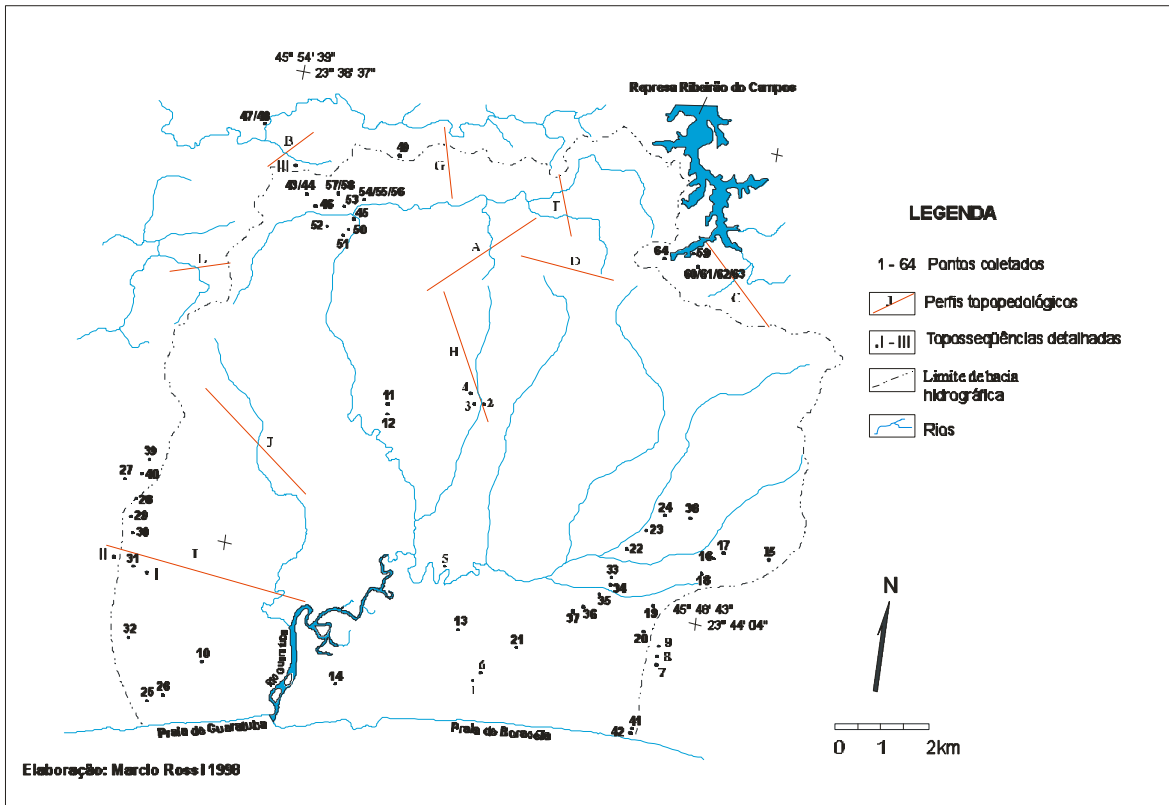 45° 54' 39"
23° 38' 37"
Represa Ribeirão do Campos
47/48
B
III
49
G
43/44
57/58
54/55/56
46
53
45
52
50
51
F
A
D
L
64
59
60/61/62/63
C
H
4
3
2
11
12
J
39
27
40
28
29
30
II
31
I
I
5
24
38
23
22
16
17
15
18
33
34
35
36
37
19
45° 48' 43"
23° 44' 04"
20
9
8
7
32
10
13
21
6
1
14
25
26
Rio Guaratuba
41
42
Praia de Guaratuba
Praia de Boracéia
Elaboração: Marcio Rossi 1998
LEGENDA
1 - 64 Pontos coletados
J Perfis topopedológicos
I - III Toposseqüências detalhadas
Limite de bacia
hidrográfica
Rios
N
0 1 2km